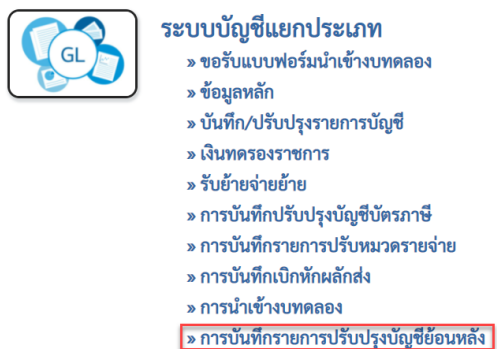 GL
ระบบบัญชีแยกประเภท
» ขอรับแบบฟอร์มนำเข้างบทดลอง
» ข้อมูลหลัก
» บันทึก/ปรับปรุงรายการบัญชี
» เงินทดรองราชการ
» รับย้ายจ่ายย้าย
» การบันทึกปรับปรุงบัญชีบัตรภาษี
» การบันทึกรายการปรับหมวดรายจ่าย
» การบันทึกเบิกหักผลักส่ง
» การนำเข้างบทดลอง
» การบันทึกรายการปรับปรุงบัญชีย้อนหลัง